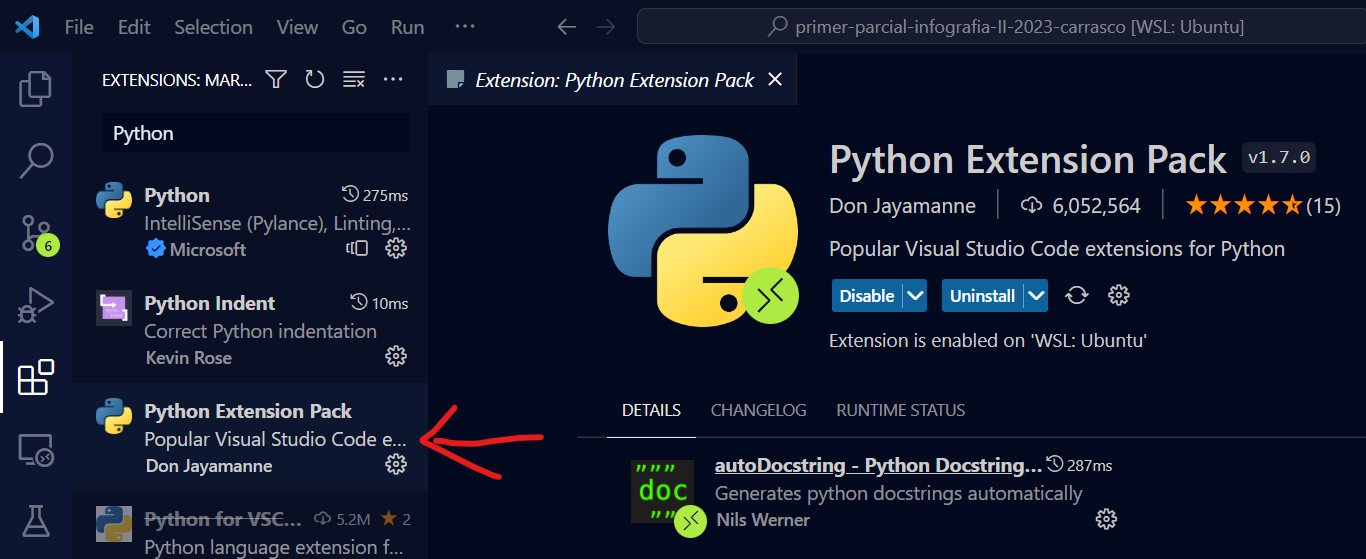 File Edit Selection View Go Run ···
primer-parcial-infografia-II-2023-carrasco [WSL: Ubuntu]
6
EXTENSIONS: MAR...
Python
Python 275ms
IntelliSense (Pylance), Linting,...
Microsoft
Python Indent 10ms
Correct Python indentation
Kevin Rose
Python Extension Pack
Popular Visual Studio Code e...
Don Jayamanne
Python for VSC... 5.2M 2
Python language extension f...
Extension: Python Extension Pack
Python Extension Pack v1.7.0
Don Jayamanne 6,052,564 (15)
Popular Visual Studio Code extensions for Python
Disable Uninstall
Extension is enabled on 'WSL: Ubuntu'
DETAILS CHANGELOG RUNTIME STATUS
""" doc """
autoDocstring - Python Docstring... 287ms
Generates python docstrings automatically
Nils Werner